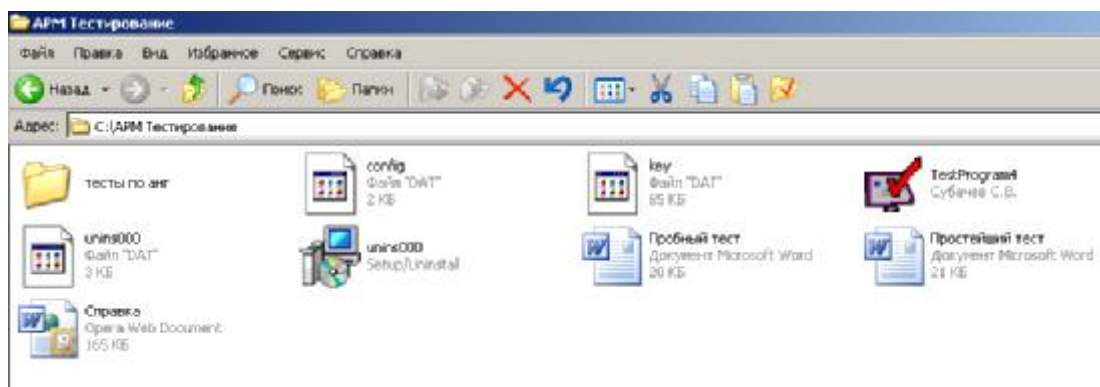 АРМ Тестирование
Файл Правка Вид Избранное Сервис Справка
Назад Поиск Папки
Адрес: C:\АРМ Тестирование
тесты по анг
config
Файл "DAT"
2 КБ
key
Файл "DAT"
65 КБ
TestProgram4
Субачев С.В.
unins000
Файл "DAT"
3 КБ
unins000
Setup/Uninstall
Пробный тест
Документ Microsoft Word
20 КБ
Простейший тест
Документ Microsoft Word
21 КБ
Справка
Opera Web Document
165 КБ